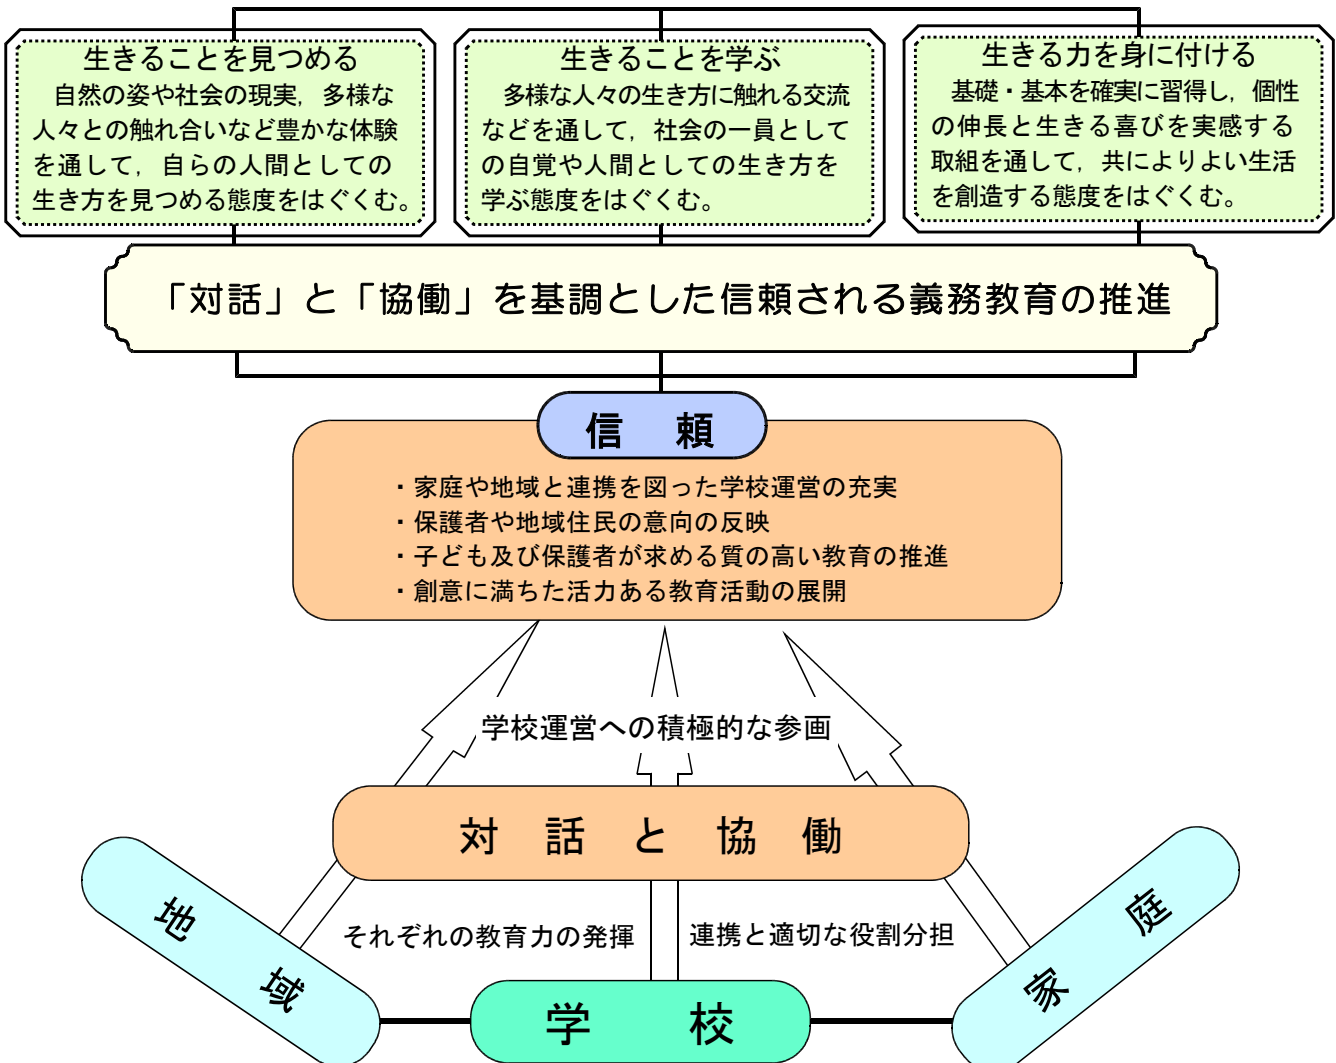 生きることを見つめる
自然の姿や社会の現実，多様な
人々との触れ合いなど豊かな体験
を通して，自らの人間としての
生き方を見つめる態度をはぐくむ。
生きることを学ぶ
多様な人々の生き方に触れる交流
などを通して，社会の一員として
の自覚や人間としての生き方を
学ぶ態度をはぐくむ。
生きる力を身に付ける
基礎・基本を確実に習得し，個性
の伸長と生きる喜びを実感する
取組を通して，共によりよい生活
を創造する態度をはぐくむ。
「対話」と「協働」を基調とした信頼される義務教育の推進
信　頼
・家庭や地域と連携を図った学校運営の充実
・保護者や地域住民の意向の反映
・子ども及び保護者が求める質の高い教育の推進
・創意に満ちた活力ある教育活動の展開
学校運営への積極的な参画
対　話　と　協　働
地　域
それぞれの教育力の発揮
連携と適切な役割分担
家　庭
学　校